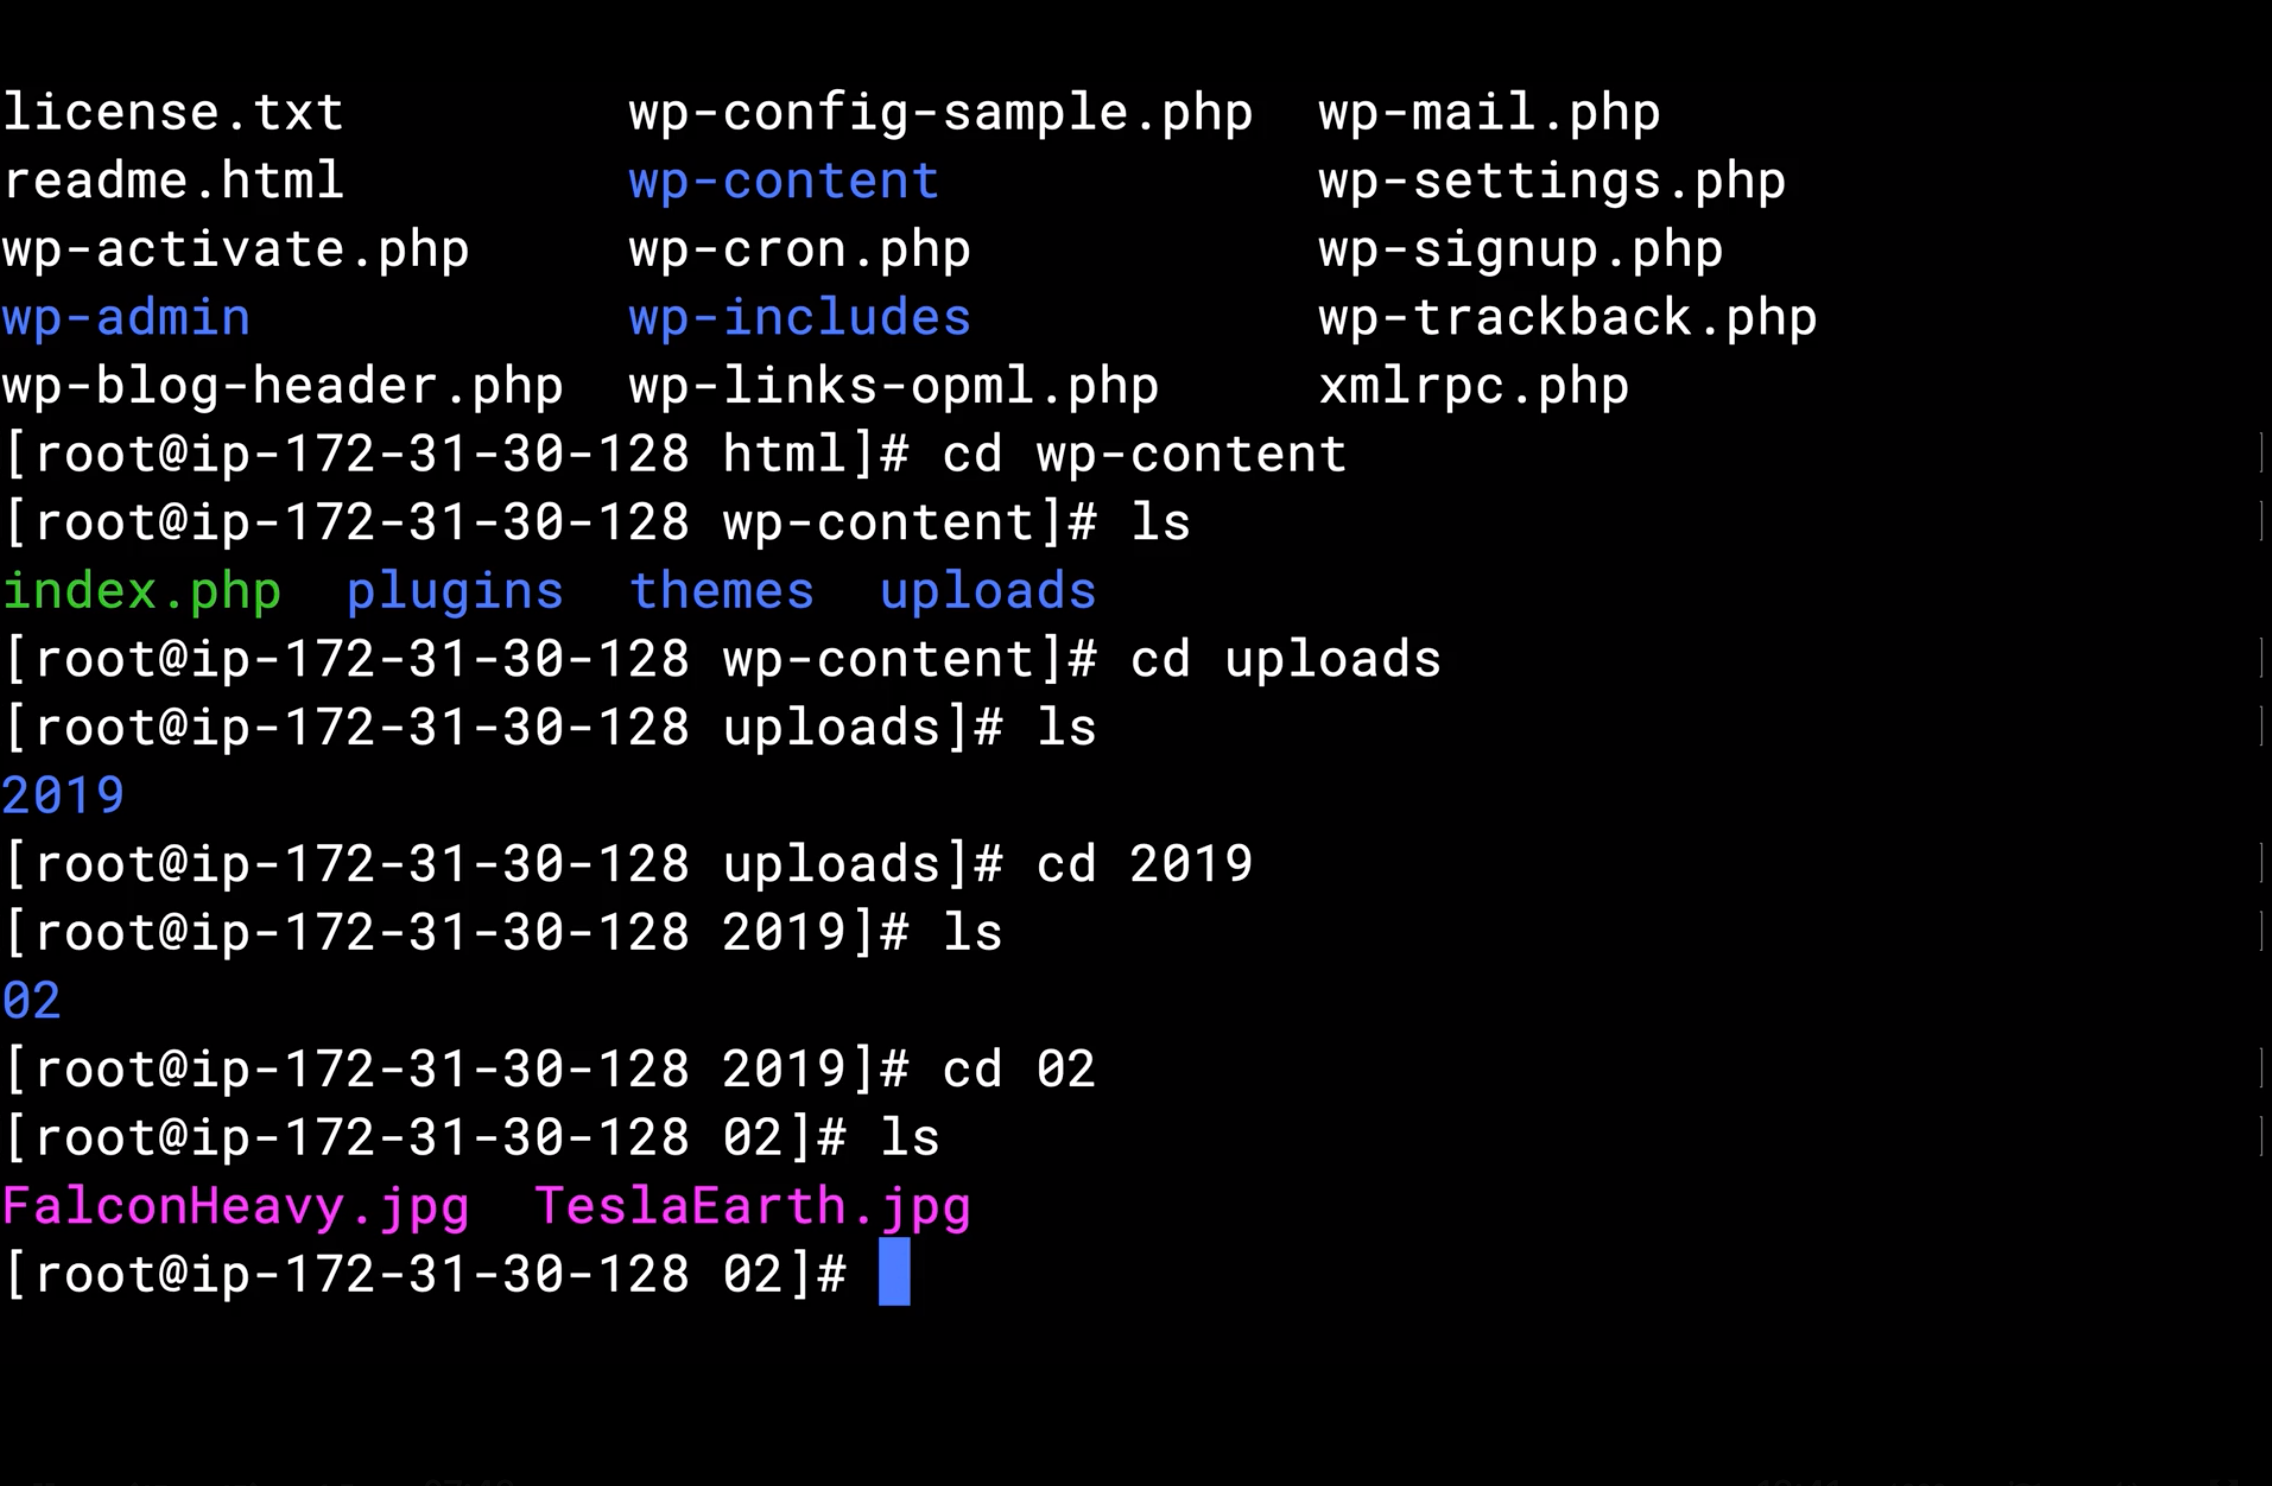 license.txt         wp-config-sample.php  wp-mail.php
readme.html         wp-content            wp-settings.php
wp-activate.php     wp-cron.php           wp-signup.php
wp-admin            wp-includes           wp-trackback.php
wp-blog-header.php  wp-links-opml.php     xmlrpc.php
[root@ip-172-31-30-128 html]# cd wp-content ]
[root@ip-172-31-30-128 wp-content]# ls ]
index.php  plugins  themes  uploads
[root@ip-172-31-30-128 wp-content]# cd uploads ]
[root@ip-172-31-30-128 uploads]# ls ]
2019
[root@ip-172-31-30-128 uploads]# cd 2019 ]
[root@ip-172-31-30-128 2019]# ls ]
02
[root@ip-172-31-30-128 2019]# cd 02 ]
[root@ip-172-31-30-128 02]# ls ]
FalconHeavy.jpg  TeslaEarth.jpg
[root@ip-172-31-30-128 02]#